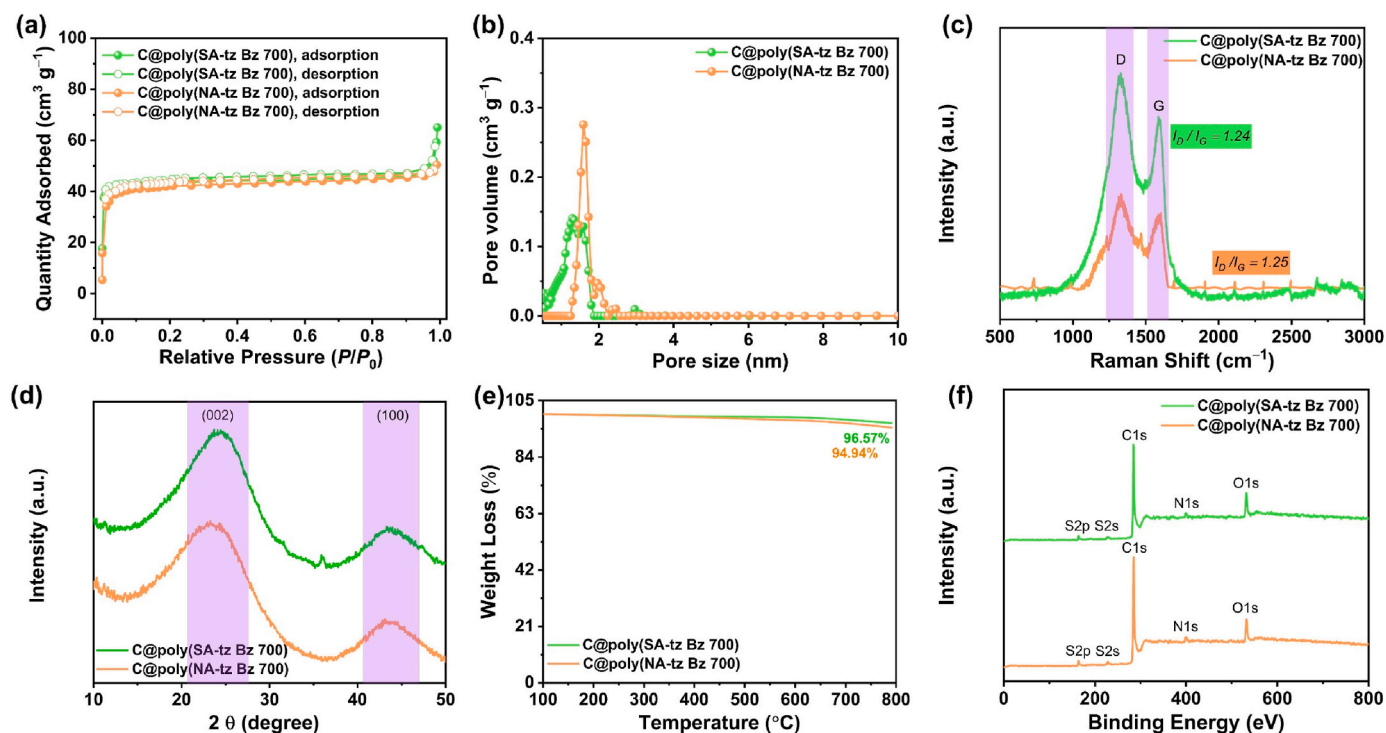 (a)
100
80
60
40
20
0
0.0 0.2 0.4 0.6 0.8 1.0
Quantity Adsorbed (cm³ g⁻¹)
Relative Pressure (P/P₀)
C@poly(SA-tz Bz 700), adsorption
C@poly(SA-tz Bz 700), desorption
C@poly(NA-tz Bz 700), adsorption
C@poly(NA-tz Bz 700), desorption
(b)
0.4
0.3
0.2
0.1
0.0
2 4 6 8 10
Pore volume (cm³ g⁻¹)
Pore size (nm)
C@poly(SA-tz Bz 700)
C@poly(NA-tz Bz 700)
(c)
C@poly(SA-tz Bz 700)
C@poly(NA-tz Bz 700)
D
G
I_D / I_G = 1.24
I_D /I_G = 1.25
Intensity (a.u.)
500 1000 1500 2000 2500 3000
Raman Shift (cm⁻¹)
(d)
(002)
(100)
C@poly(SA-tz Bz 700)
C@poly(NA-tz Bz 700)
Intensity (a.u.)
10 20 30 40 50
2 θ (degree)
(e)
105
84
63
42
21
0
96.57%
94.94%
C@poly(SA-tz Bz 700)
C@poly(NA-tz Bz 700)
Weight Loss (%)
100 200 300 400 500 600 700 800
Temperature (°C)
(f)
C@poly(SA-tz Bz 700)
C@poly(NA-tz Bz 700)
C1s
O1s
N1s
S2p S2s
C1s
O1s
N1s
S2p S2s
Intensity (a.u.)
0 200 400 600 800
Binding Energy (eV)